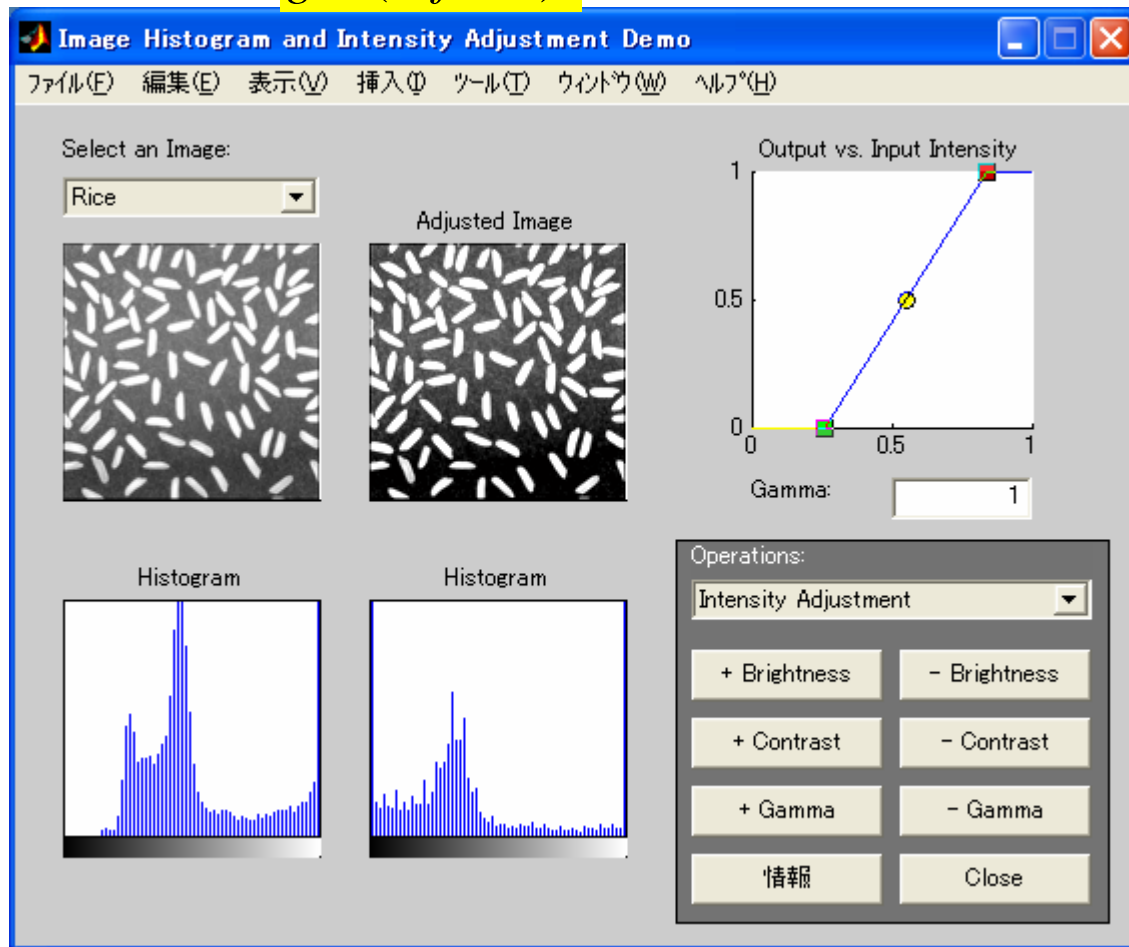 Image Histogram and Intensity Adjustment Demo
ファイル(F) 編集(E) 表示(V) 挿入(I) ツール(T) ウィンドウ(W) ヘルプ(H)
Select an Image:
Rice
Adjusted Image
Output vs. Input Intensity
1
0.5
0
0 0.5 1
Gamma: 1
Histogram
Histogram
Operations:
Intensity Adjustment
+ Brightness - Brightness
+ Contrast - Contrast
+ Gamma - Gamma
情報 Close